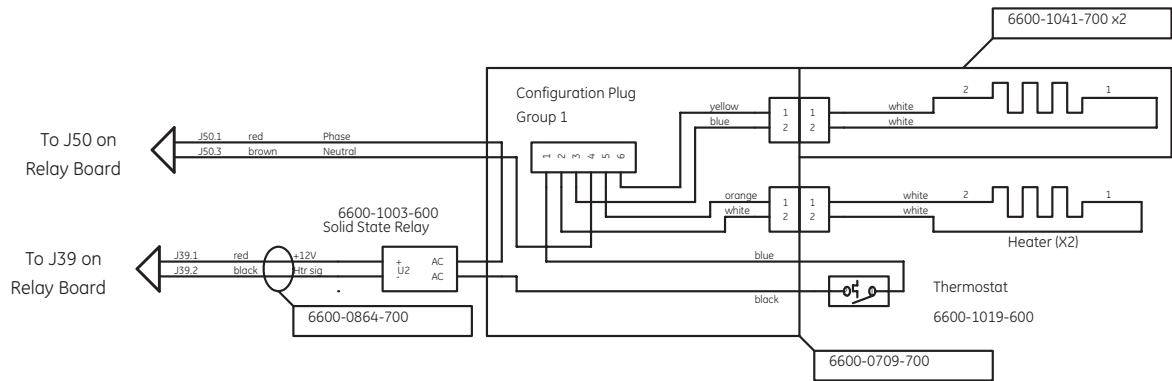 6600-1041-700 x2
Configuration Plug
Group 1
yellow
blue
1
2
1
2
white
white
2
1
To J50 on
Relay Board
J50.1 red Phase
J50.3 brown Neutral
1 2 3 4 5 6
orange
white
1
2
1
2
white
white
2
1
Heater (X2)
6600-1003-600
Solid State Relay
To J39 on
Relay Board
J39.1 red +12V
J39.2 black Htr sig
+
-
U2
AC
AC
blue
black
Thermostat
6600-1019-600
6600-0864-700
6600-0709-700